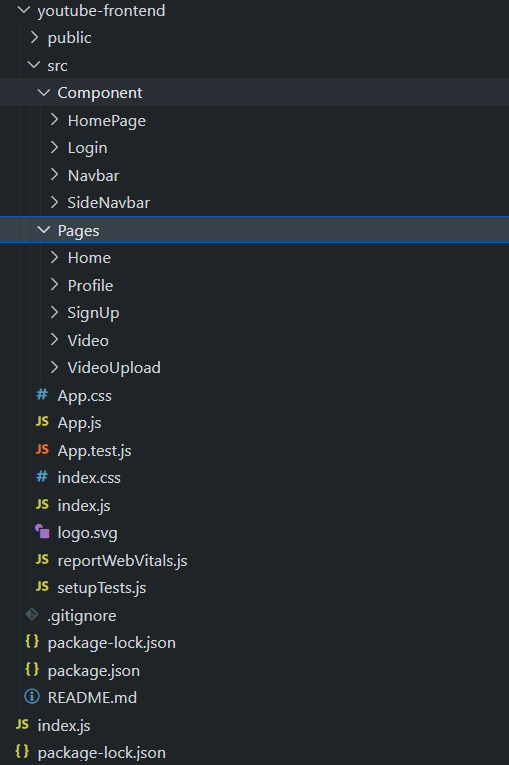 youtube-frontend
public
src
Component
HomePage
Login
Navbar
SideNavbar
Pages
Home
Profile
SignUp
Video
VideoUpload
# App.css
JS App.js
JS App.test.js
# index.css
JS index.js
logo.svg
JS reportWebVitals.js
JS setupTests.js
.gitignore
{} package-lock.json
{} package.json
README.md
JS index.js
{} package-lock.json